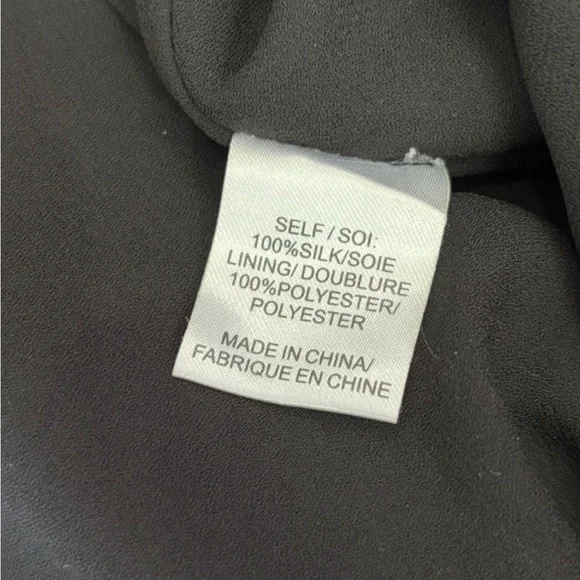 SELF / SOI:
100%SILK/SOIE
LINING/ DOUBLURE
100%POLYESTER/
POLYESTER
MADE IN CHINA/
FABRIQUE EN CHINE